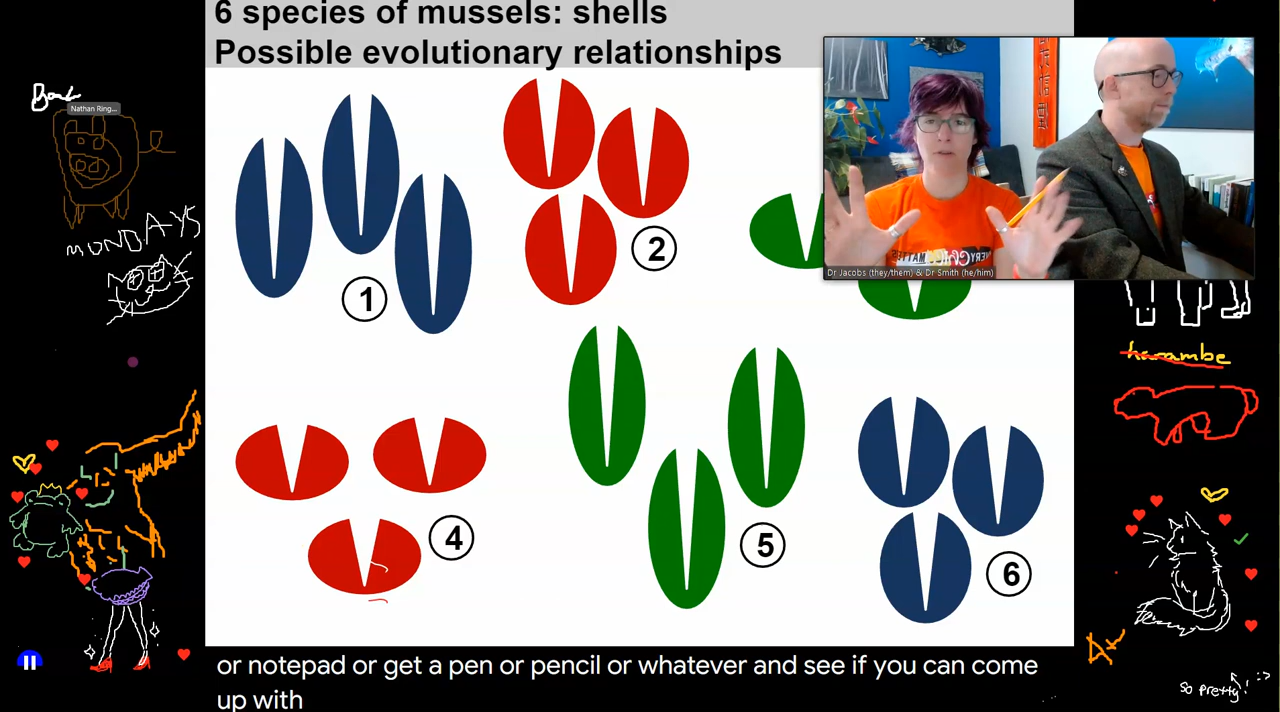 6 species of mussels: shells
Possible evolutionary relationships
Nathan Ring...
MONDAYS
1
2
Dr Jacobs (they/them) & Dr Smith (he/him)
harambe
4
5
6
A+
or notepad or get a pen or pencil or whatever and see if you can come
up with
so pretty! :>